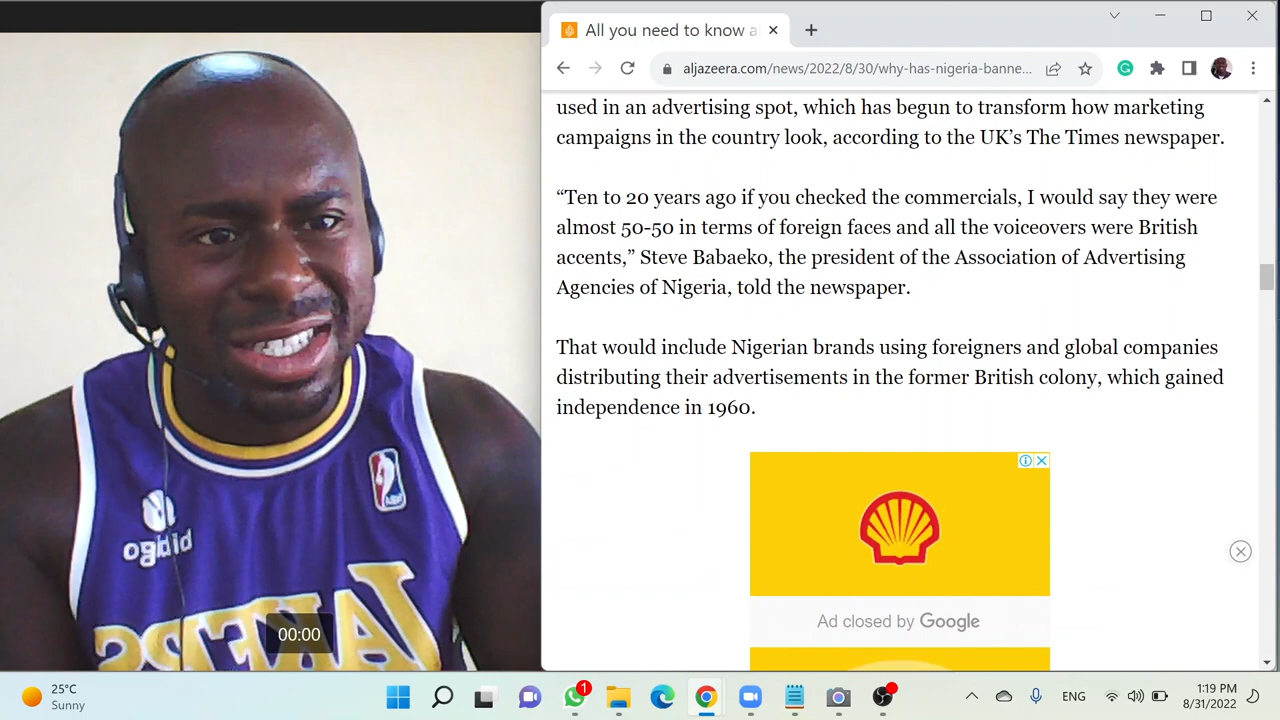 All you need to know a
aljazeera.com/news/2022/8/30/why-has-nigeria-banne...
used in an advertising spot, which has begun to transform how marketing
campaigns in the country look, according to the UK’s The Times newspaper.
“Ten to 20 years ago if you checked the commercials, I would say they were
almost 50-50 in terms of foreign faces and all the voiceovers were British
accents,” Steve Babaeko, the president of the Association of Advertising
Agencies of Nigeria, told the newspaper.
That would include Nigerian brands using foreigners and global companies
distributing their advertisements in the former British colony, which gained
independence in 1960.
Ad closed by Google
LAKERS
00:00
25°C
Sunny
1
ENG
1:19 PM
8/31/2022